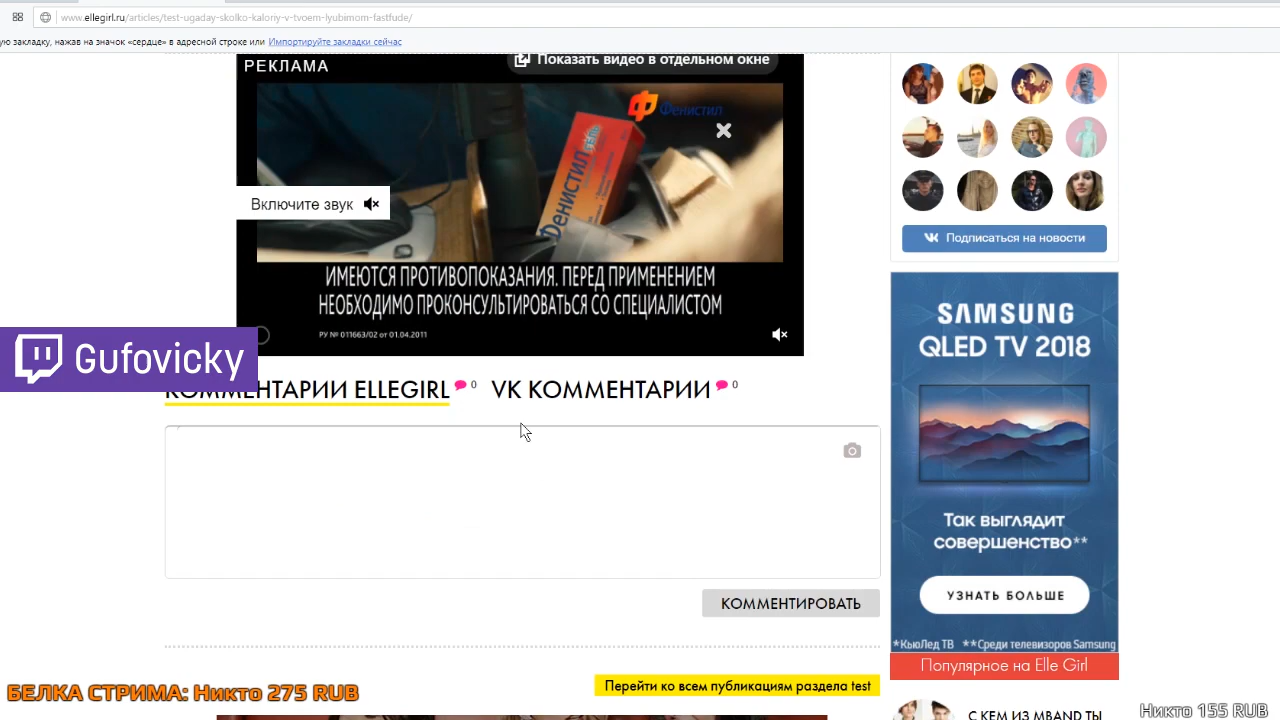 www.ellegirl.ru/articles/test-ugaday-skolko-kaloriy-v-tvoem-lyubimom-fastfude/
ую закладку, нажав на значок «сердце» в адресной строке или Импортируйте закладки сейчас
РЕКЛАМА
Показать видео в отдельном окне
Фенистил
Фенистил
гель
Включите звук
ИМЕЮТСЯ ПРОТИВОПОКАЗАНИЯ. ПЕРЕД ПРИМЕНЕНИЕМ
НЕОБХОДИМО ПРОКОНСУЛЬТИРОВАТЬСЯ СО СПЕЦИАЛИСТОМ
РУ № 011663/02 от 01.04.2011
Gufovicky
КОММЕНТАРИИ ELLEGIRL 0 VK КОММЕНТАРИИ 0
КОММЕНТИРОВАТЬ
Перейти ко всем публикациям раздела test
БЕЛКА СТРИМА: Никто 275 RUB
Подписаться на новости
SAMSUNG
QLED TV 2018
Так выглядит
совершенство**
УЗНАТЬ БОЛЬШЕ
*КьюЛед ТВ **Среди телевизоров Samsung
Популярное на Elle Girl
С КЕМ ИЗ MBAND ТЫ
Никто 155 RUB